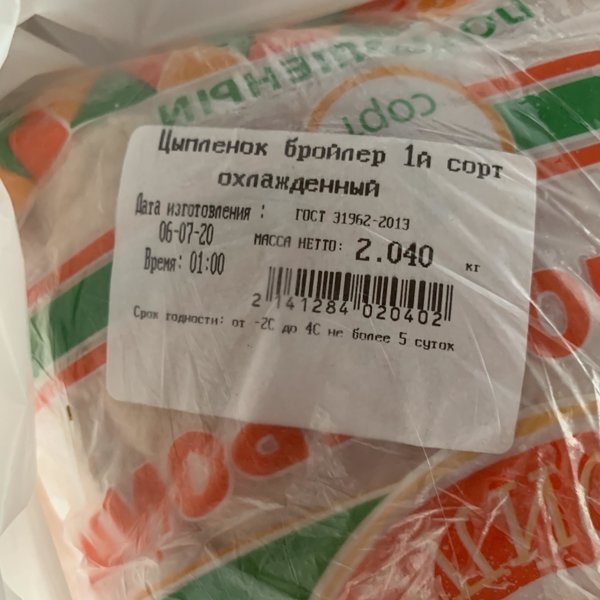 сорт
Цыпленок бройлер 1й сорт
охлажденный
Дата изготовления :
ГОСТ 31962-2013
06-07-20
МАССА НЕТТО: 2.040 кг
Время: 01:00
2 141284 020402
Срок годности: от -2С до 4С не более 5 суток